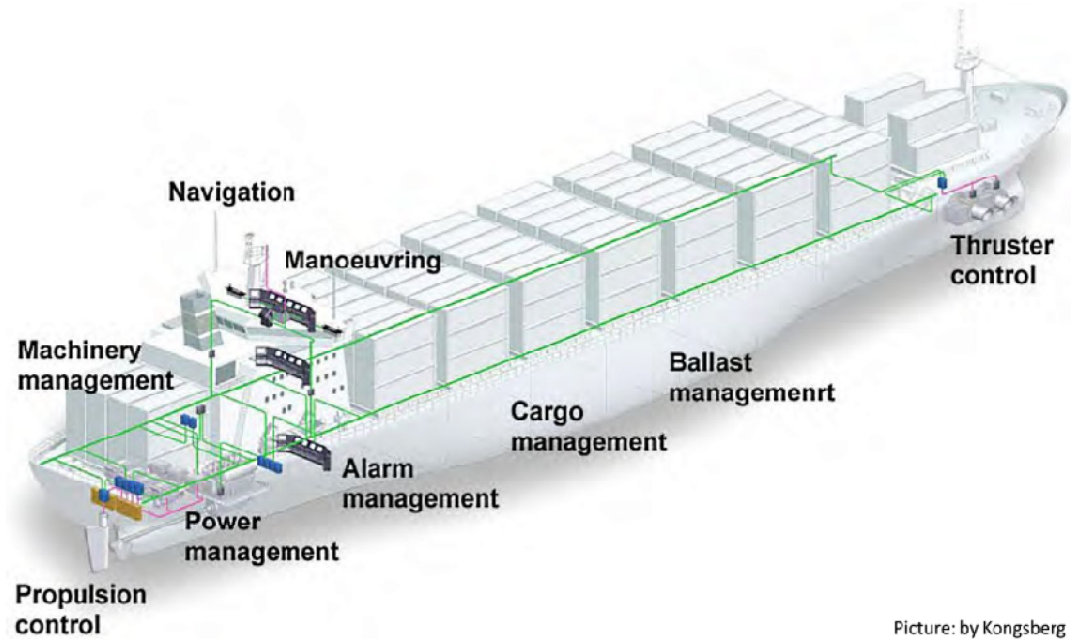 Navigation
Manoeuvring
Thruster
control
Machinery
management
Ballast
managemenrt
Cargo
management
Alarm
management
Power
management
Propulsion
control
Picture: by Kongsberg